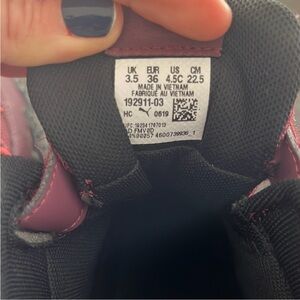 UK EUR US CM
3.5 36 4.5C 22.5
MADE IN VIETNAM
FABRIQUÉ AU VIETNAM
192911-03
HC 0619